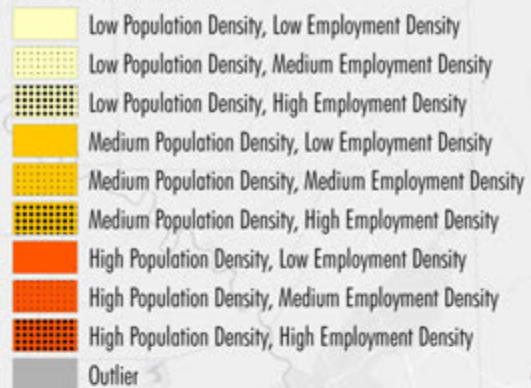 Low Population Density, Low Employment Density
Low Population Density, Medium Employment Density
Low Population Density, High Employment Density
Medium Population Density, Low Employment Density
Medium Population Density, Medium Employment Density
Medium Population Density, High Employment Density
High Population Density, Low Employment Density
High Population Density, Medium Employment Density
High Population Density, High Employment Density
Outlier